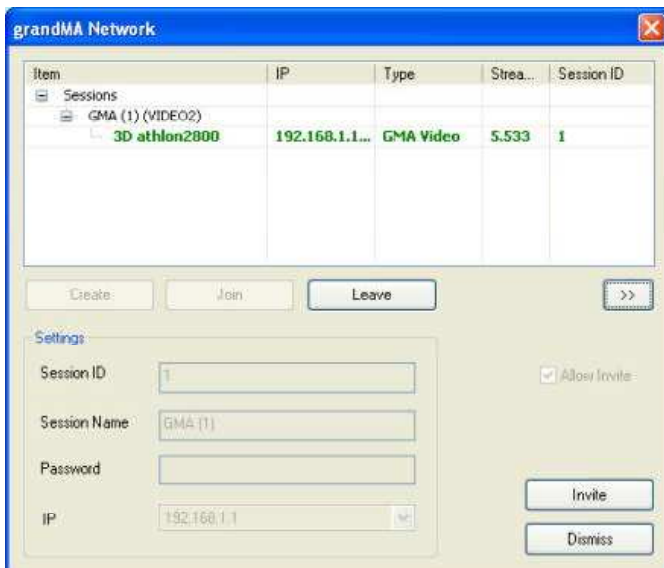 grandMA Network
Item IP Type Strea... Session ID
Sessions
GMA (1) (VIDEO2)
3D athlon2800 192.168.1.1... GMA Video 5.533 1
Create Join Leave >>
Settings
Session ID 1
Allow Invite
Session Name GMA (1)
Password
Invite
IP 192.168.1.1
Dismiss